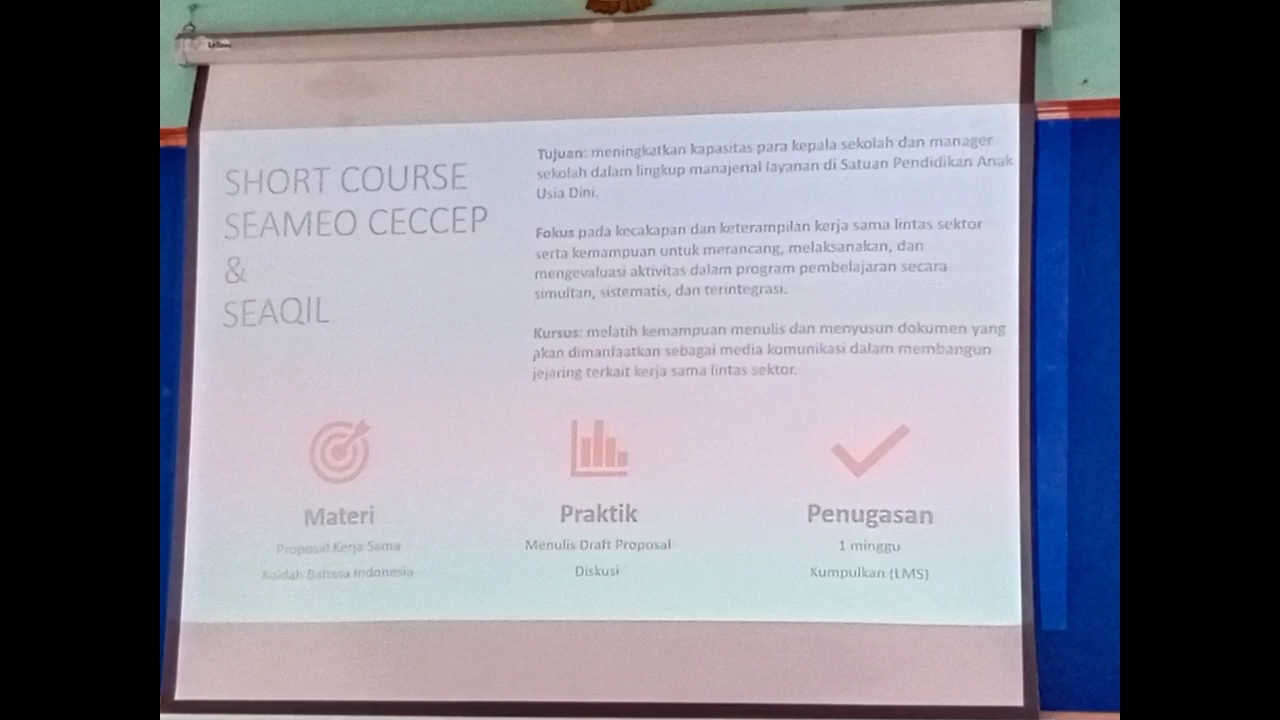 SHORT COURSE
SEAMEO CECCEP
&
SEAQIL
Tujuan: meningkatkan kapasitas para kepala sekolah dan manager
sekolah dalam lingkup manajerial layanan di Satuan Pendidikan Anak
Usia Dini.
Fokus pada kecakapan dan keterampilan kerja sama lintas sektor
serta kemampuan untuk merancang, melaksanakan, dan
mengevaluasi aktivitas dalam program pembelajaran secara
simultan, sistematis, dan terintegrasi.
Kursus: melatih kemampuan menulis dan menyusun dokumen yang
akan dimanfaatkan sebagai media komunikasi dalam membangun
jejaring terkait kerja sama lintas sektor.
Materi
Proposal Kerja Sama
Kaidah Bahasa Indonesia
Praktik
Menulis Draft Proposal
Diskusi
Penugasan
1 minggu
Kumpulkan (LMS)